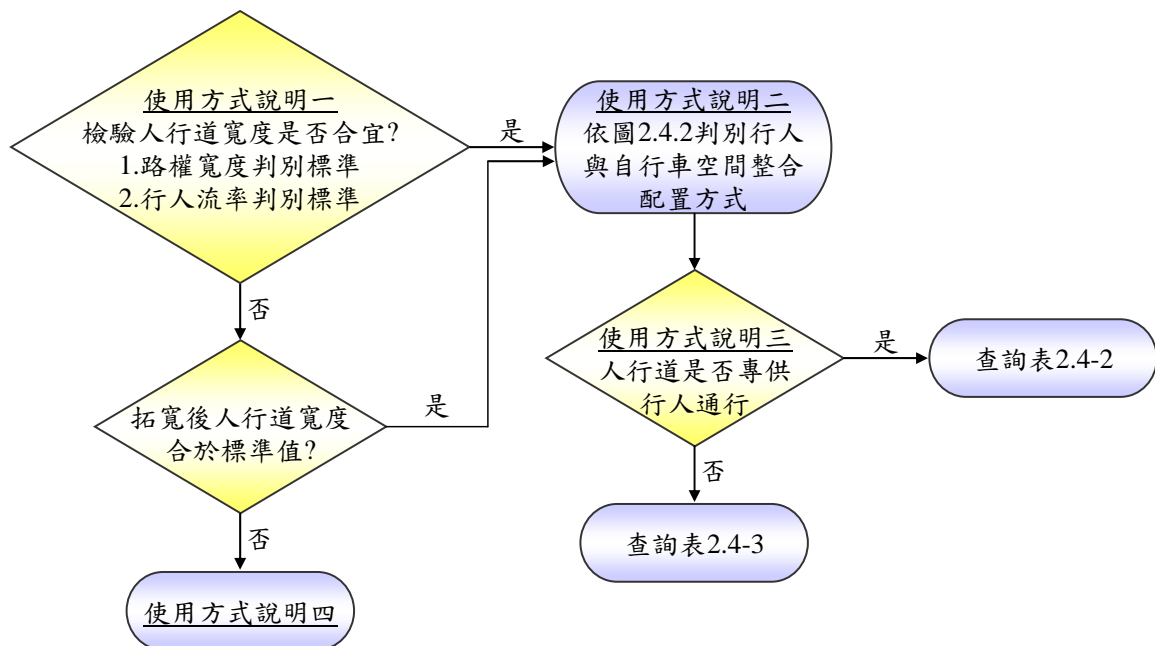 使用方式說明一
檢驗人行道寬度是否合宜?
1.路權寬度判別標準
2.行人流率判別標準
是
使用方式說明二
依圖2.4.2判別行人
與自行車空間整合
配置方式
否
使用方式說明三
人行道是否專供
行人通行
是
查詢表2.4-2
拓寬後人行道寬度
合於標準值?
是
否
查詢表2.4-3
否
使用方式說明四